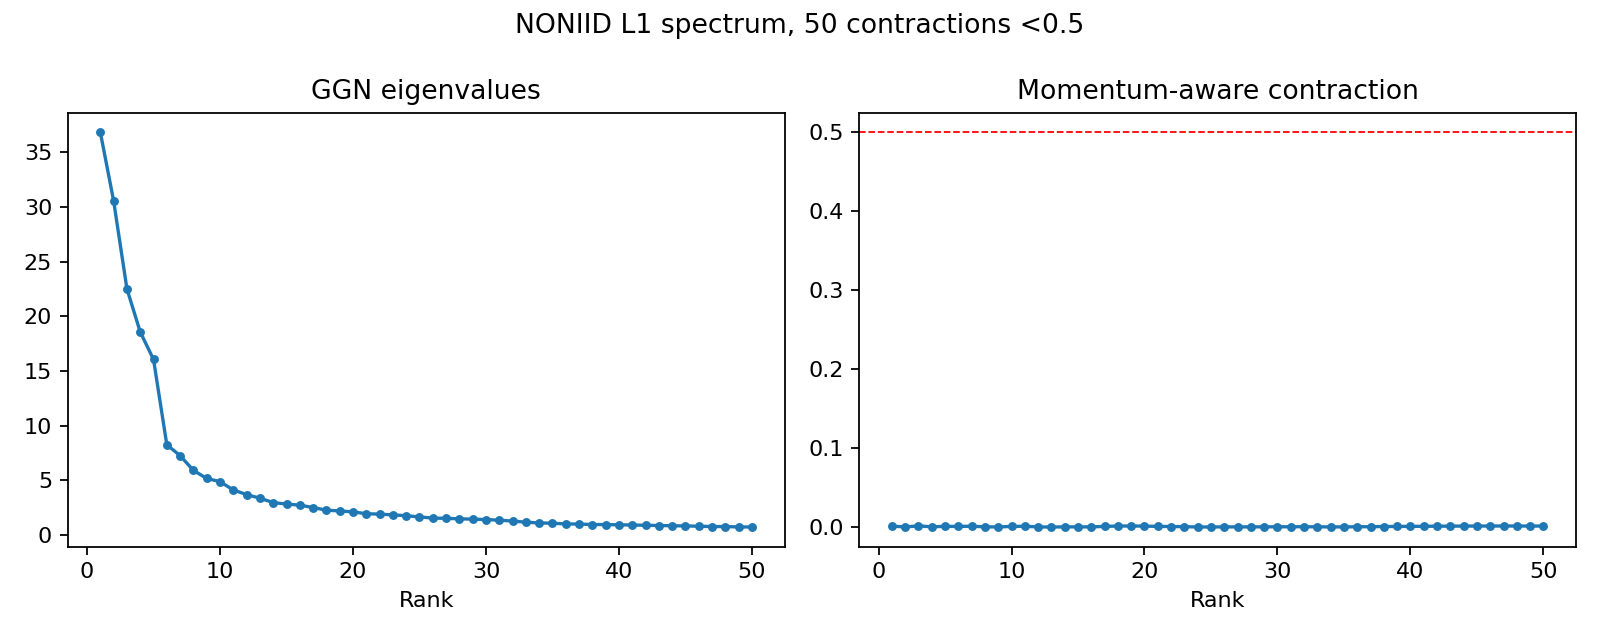 NONIID L1 spectrum, 50 contractions <0.5
GGN eigenvalues
35
30
25
20
15
10
5
0
0 10 20 30 40 50
Rank
Momentum-aware contraction
0.5
0.4
0.3
0.2
0.1
0.0
0 10 20 30 40 50
Rank